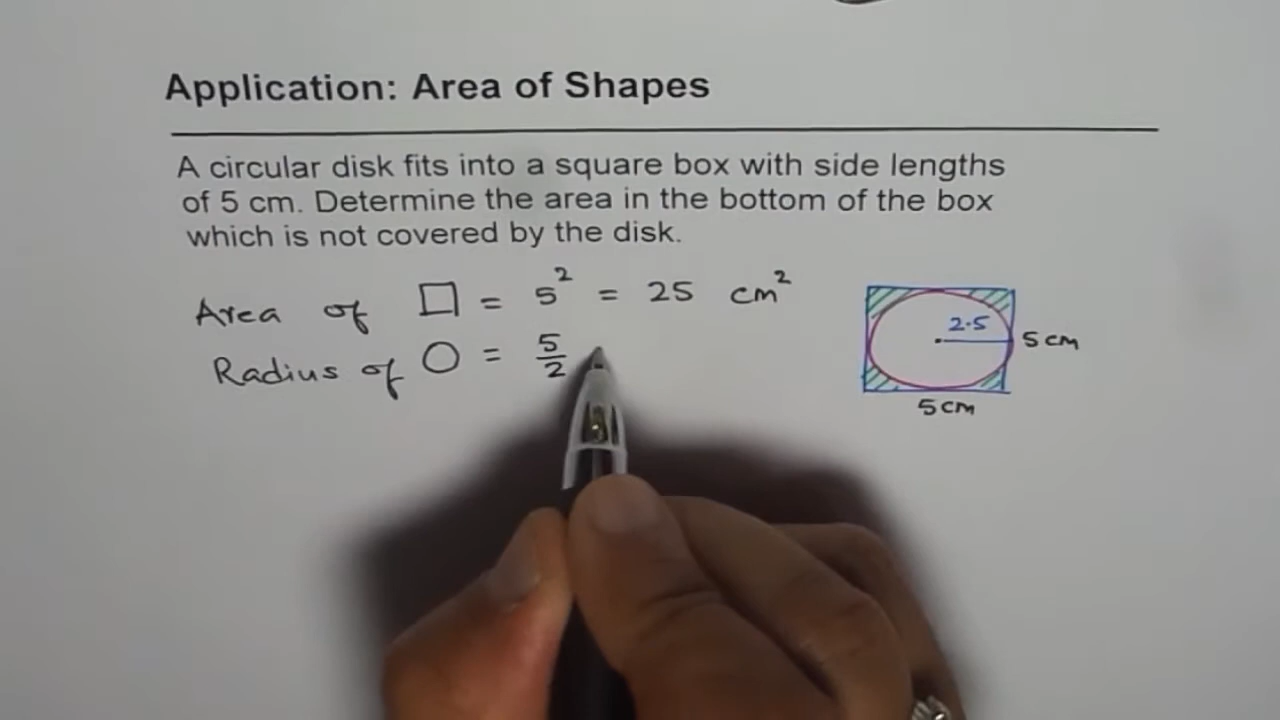 Application: Area of Shapes
A circular disk fits into a square box with side lengths
of 5 cm. Determine the area in the bottom of the box
which is not covered by the disk.
Area of □ = 5² = 25 cm²
Radius of ○ = 5/2
2.5
5 cm
5 cm